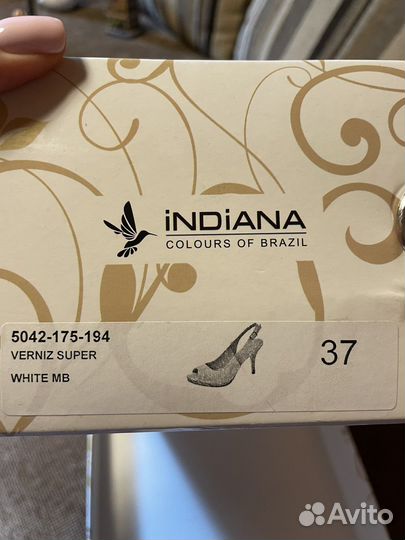 iNDiANA
COLOURS OF BRAZIL
5042-175-194
VERNIZ SUPER
WHITE MB
37
Avito